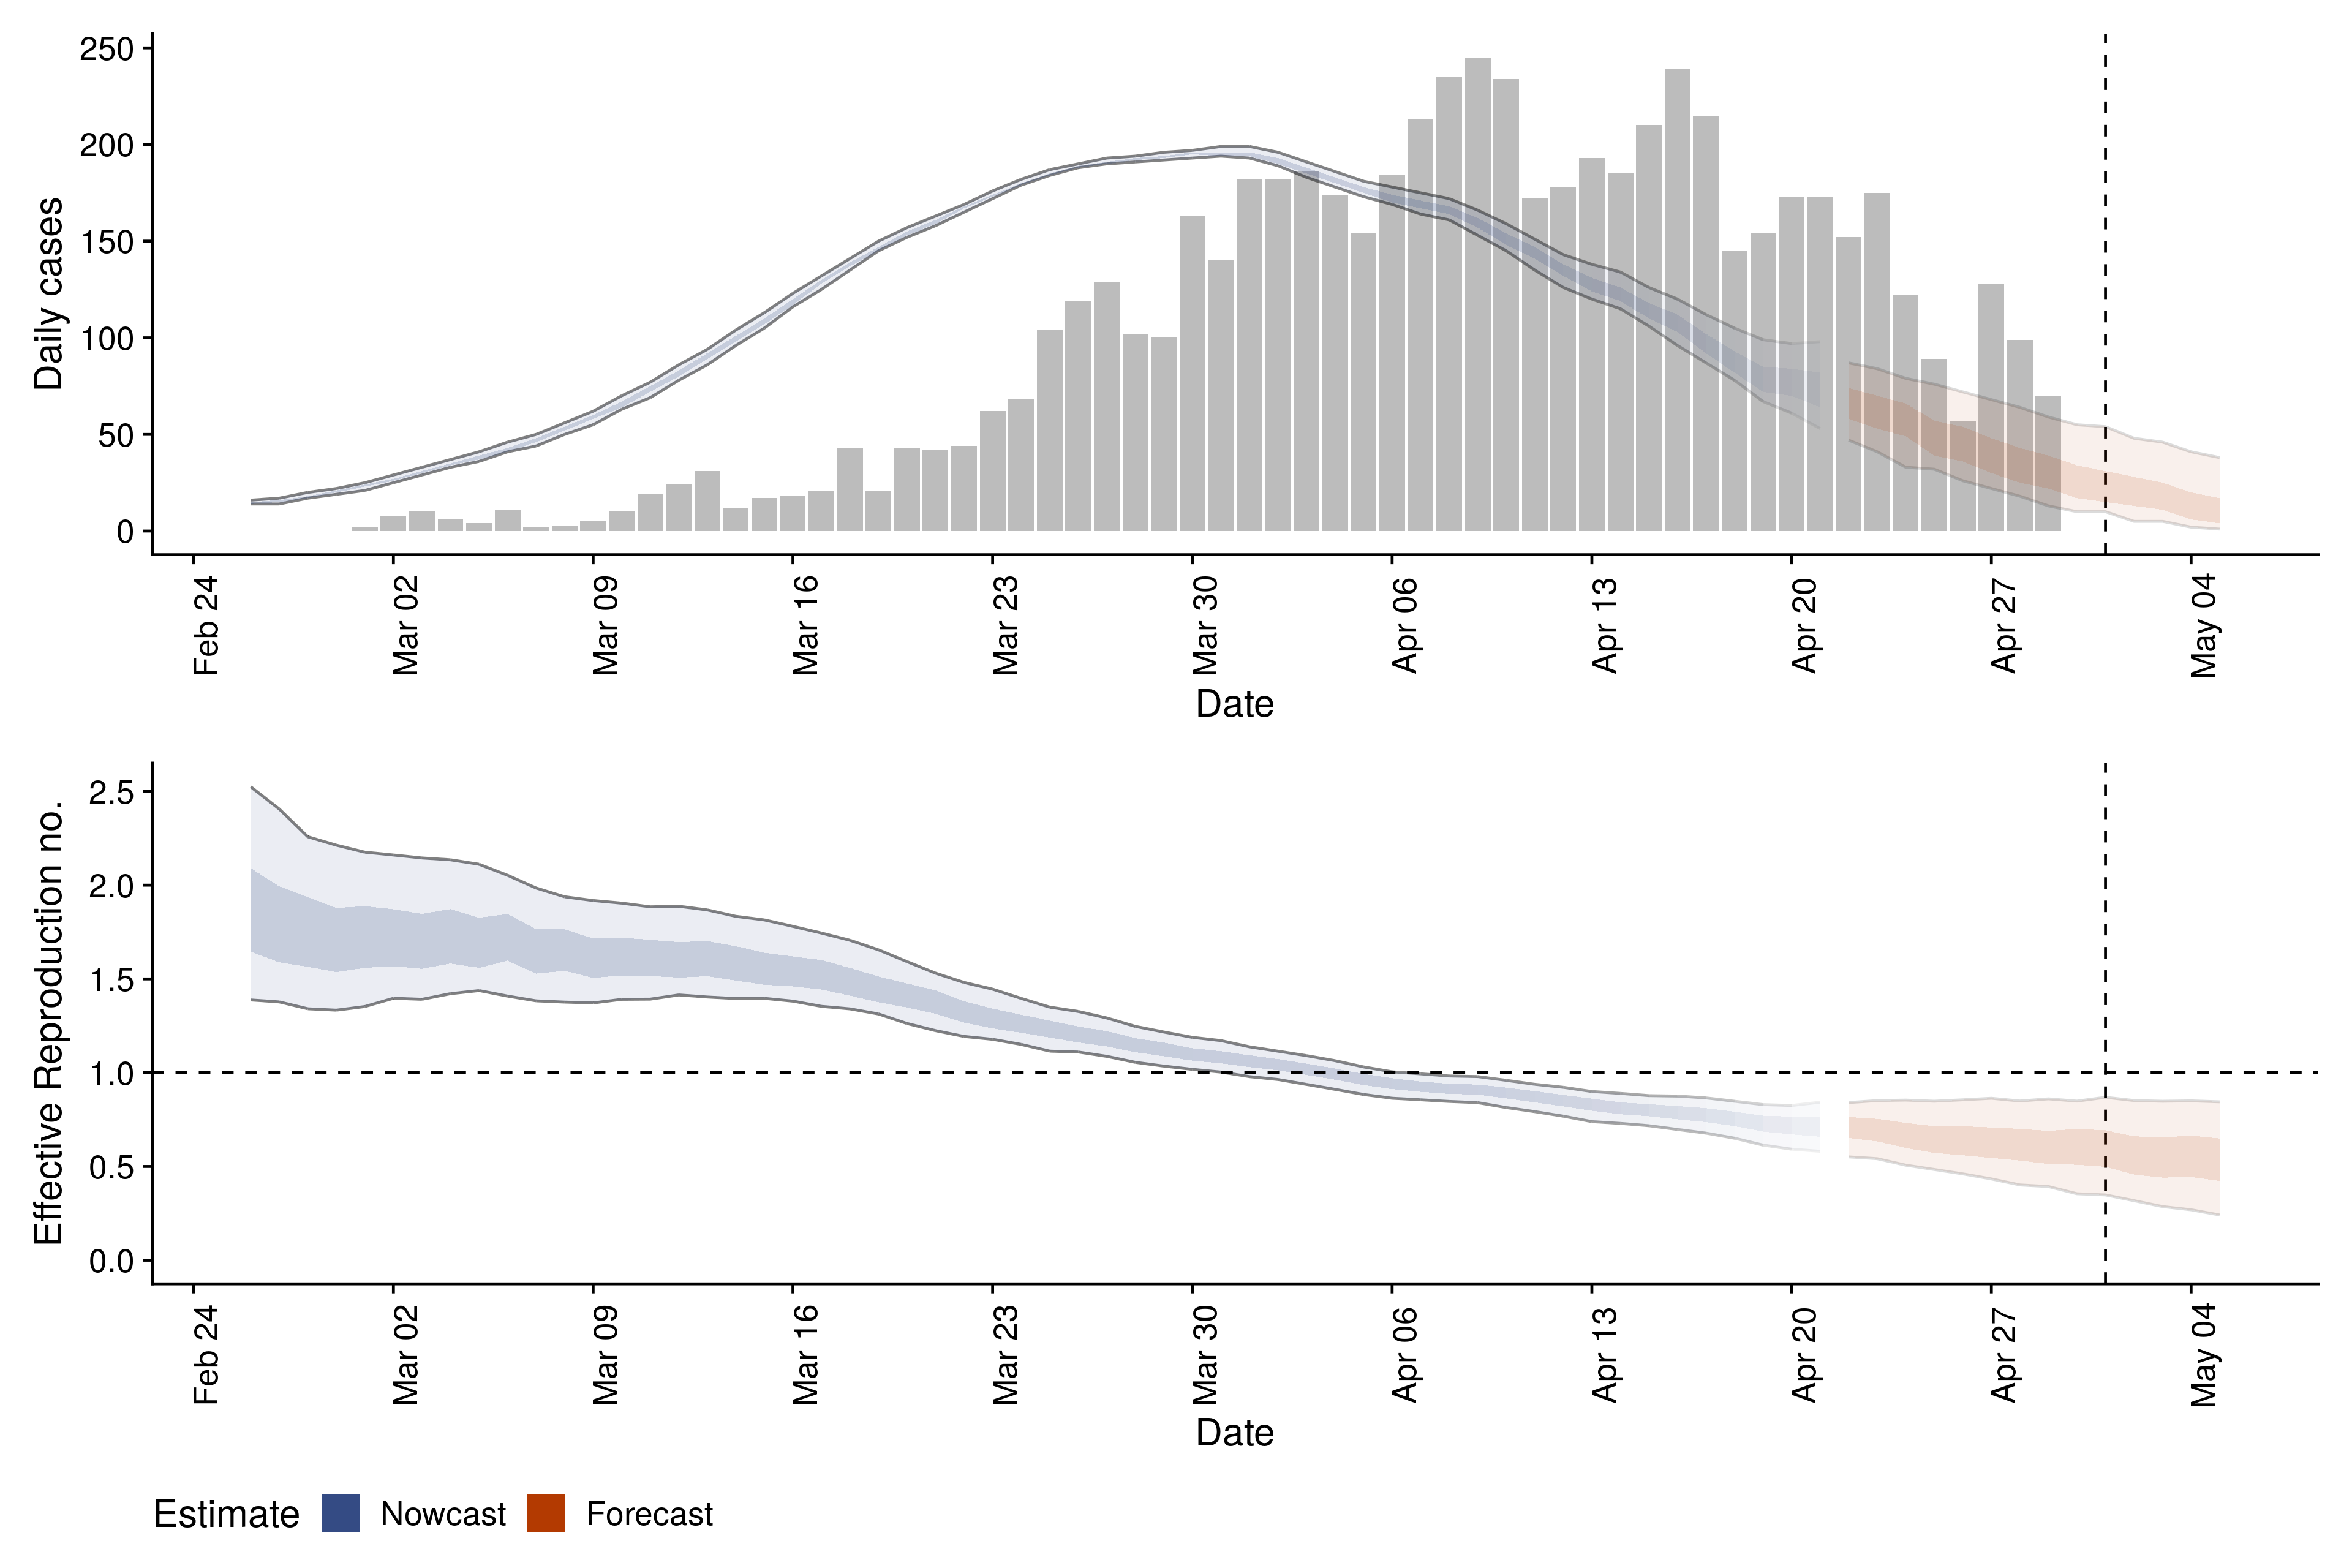 Daily cases
250
200
150
100
50
0
Feb 24
Mar 02
Mar 09
Mar 16
Mar 23
Mar 30
Apr 06
Apr 13
Apr 20
Apr 27
May 04
Date
Effective Reproduction no.
2.5
2.0
1.5
1.0
0.5
0.0
Feb 24
Mar 02
Mar 09
Mar 16
Mar 23
Mar 30
Apr 06
Apr 13
Apr 20
Apr 27
May 04
Date
Estimate Nowcast Forecast